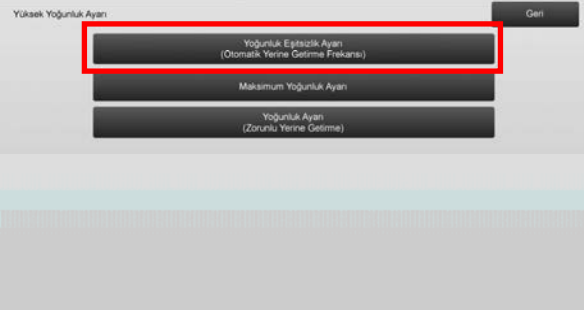 Yüksek Yoğunluk Ayarı
Geri
Yoğunluk Eşitsizlik Ayarı
(Otomatik Yerine Getirme Frekansı)
Maksimum Yoğunluk Ayarı
Yoğunluk Ayarı
(Zorunlu Yerine Getirme)